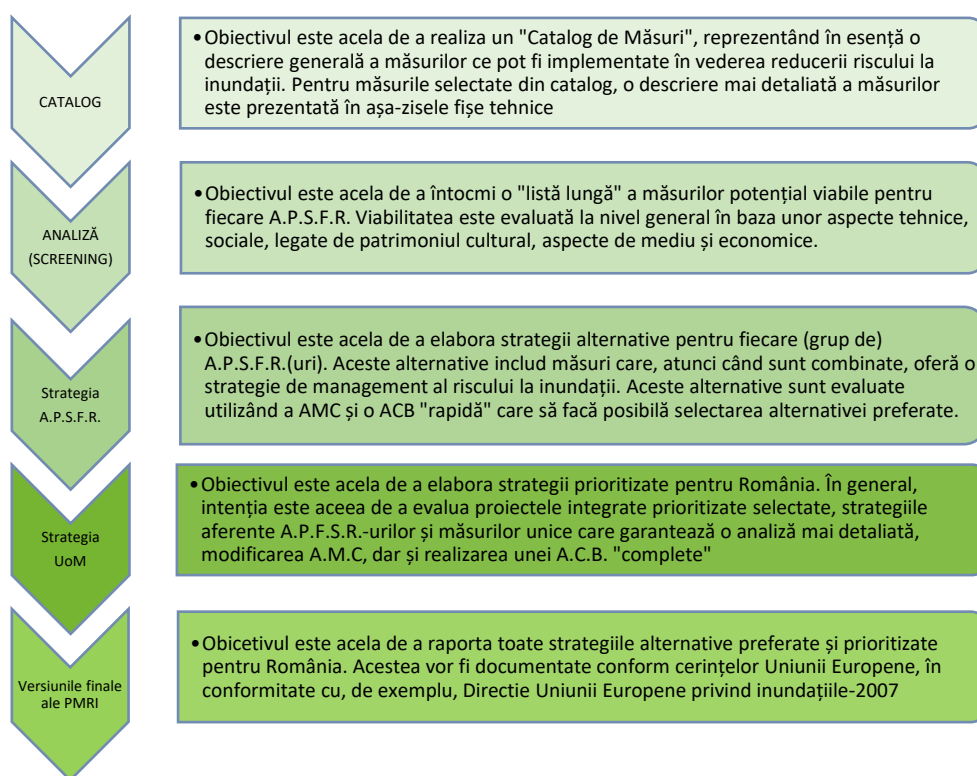 CATALOG
•Obiectivul este acela de a realiza un "Catalog de Măsuri", reprezentând în esență o
descriere generală a măsurilor ce pot fi implementate în vederea reducerii riscului la
inundații. Pentru măsurile selectate din catalog, o descriere mai detaliată a măsurilor
este prezentată în așa-zisele fișe tehnice
ANALIZĂ
(SCREENING)
•Obiectivul este acela de a întocmi o "listă lungă" a măsurilor potențial viabile pentru
fiecare A.P.S.F.R. Viabilitatea este evaluată la nivel general în baza unor aspecte tehnice,
sociale, legate de patrimoniul cultural, aspecte de mediu și economice.
Strategia
A.P.S.F.R.
•Obiectivul este acela de a elabora strategii alternative pentru fiecare (grup de)
A.P.S.F.R.(uri). Aceste alternative includ măsuri care, atunci când sunt combinate, oferă o
strategie de management al riscului la inundații. Aceste alternative sunt evaluate
utilizând a AMC și o ACB "rapidă" care să facă posibilă selectarea alternativei preferate.
Strategia
UoM
•Obiectivul este acela de a elabora strategii prioritizate pentru România. În general,
intenția este aceea de a evalua proiectele integrate prioritizate selectate, strategiile
aferente A.P.F.S.R.-urilor și măsurilor unice care garantează o analiză mai detaliată,
modificarea A.M.C, dar și realizarea unei A.C.B. "complete"
Versiunile finale
ale PMRI
•Obicetivul este acela de a raporta toate strategiile alternative preferate și prioritizate
pentru România. Acestea vor fi documentate conform cerințelor Uniunii Europene, în
conformitate cu, de exemplu, Directie Uniunii Europene privind inundațiile-2007